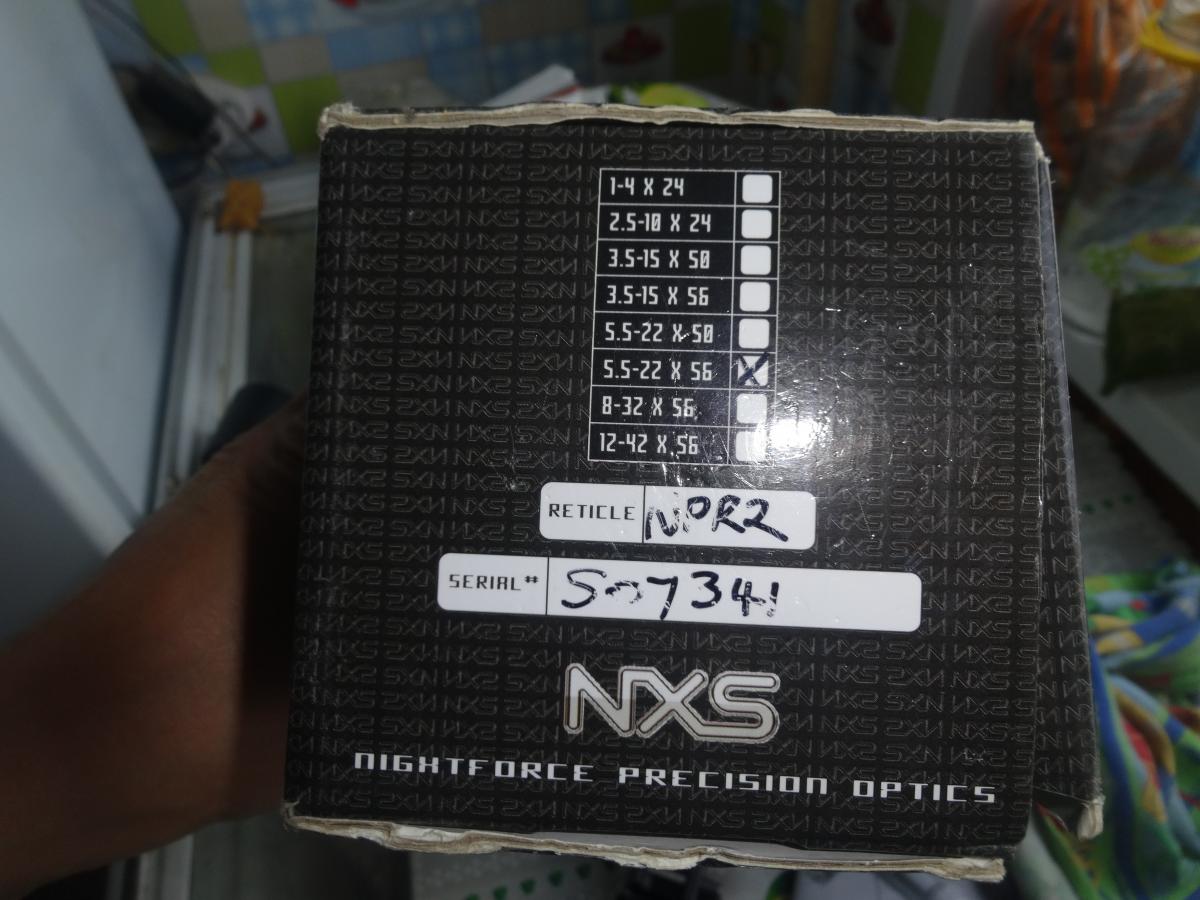 1-4 X 24
2.5-10 X 24
3.5-15 X 50
3.5-15 X 56
5.5-22 X 50
5.5-22 X 56 X
8-32 X 56
12-42 X 56
RETICLE NPR2
SERIAL# S07341
NXS
NIGHTFORCE PRECISION OPTICS